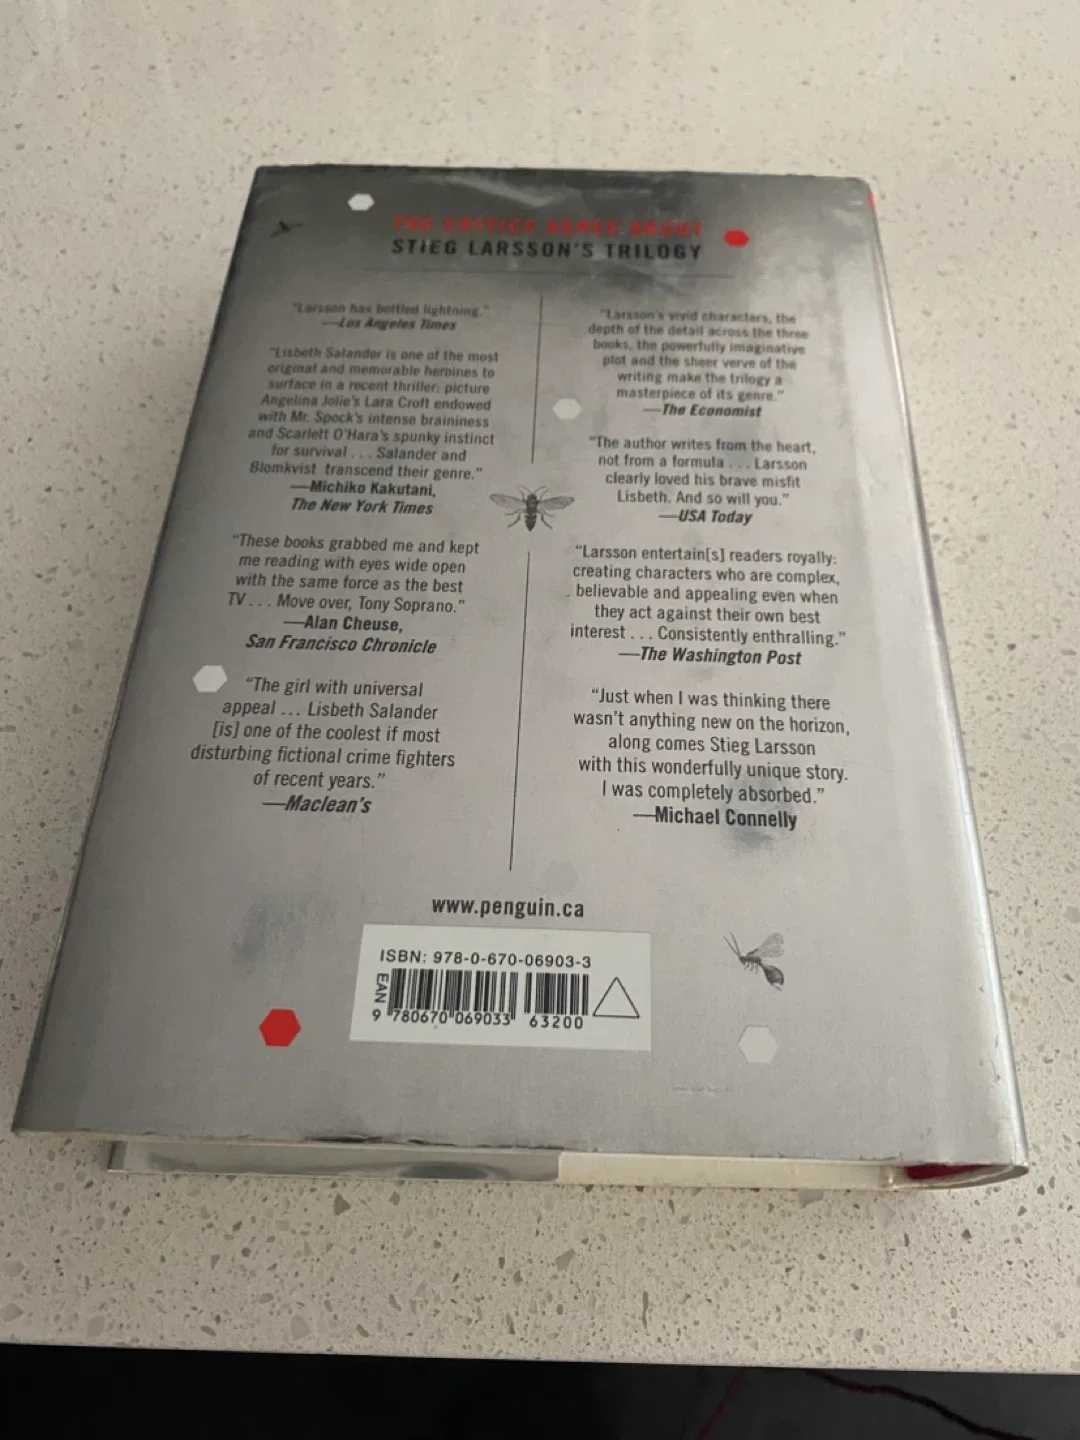 THE CRITICS AGREE ABOUT
STIEG LARSSON'S TRILOGY
"Larsson has bottled lightning."
—Los Angeles Times
"Lisbeth Salander is one of the most
original and memorable heroines to
surface in a recent thriller: picture
Angelina Jolie's Lara Croft endowed
with Mr. Spock's intense braininess
and Scarlett O'Hara's spunky instinct
for survival . . . Salander and
Blomkvist transcend their genre."
—Michiko Kakutani,
The New York Times
"These books grabbed me and kept
me reading with eyes wide open
with the same force as the best
TV . . . Move over, Tony Soprano."
—Alan Cheuse,
San Francisco Chronicle
"The girl with universal
appeal ... Lisbeth Salander
[is] one of the coolest if most
disturbing fictional crime fighters
of recent years."
—Maclean's
"Larsson's vivid characters, the
depth of the detail across the three
books, the powerfully imaginative
plot and the sheer verve of the
writing make the trilogy a
masterpiece of its genre."
—The Economist
"The author writes from the heart,
not from a formula . . . Larsson
clearly loved his brave misfit
Lisbeth. And so will you."
—USA Today
"Larsson entertain[s] readers royally:
creating characters who are complex,
believable and appealing even when
they act against their own best
interest . . . Consistently enthralling."
—The Washington Post
"Just when I was thinking there
wasn't anything new on the horizon,
along comes Stieg Larsson
with this wonderfully unique story.
I was completely absorbed."
—Michael Connelly
www.penguin.ca
ISBN: 978-0-670-06903-3
EAN
9 780670 069033 63200